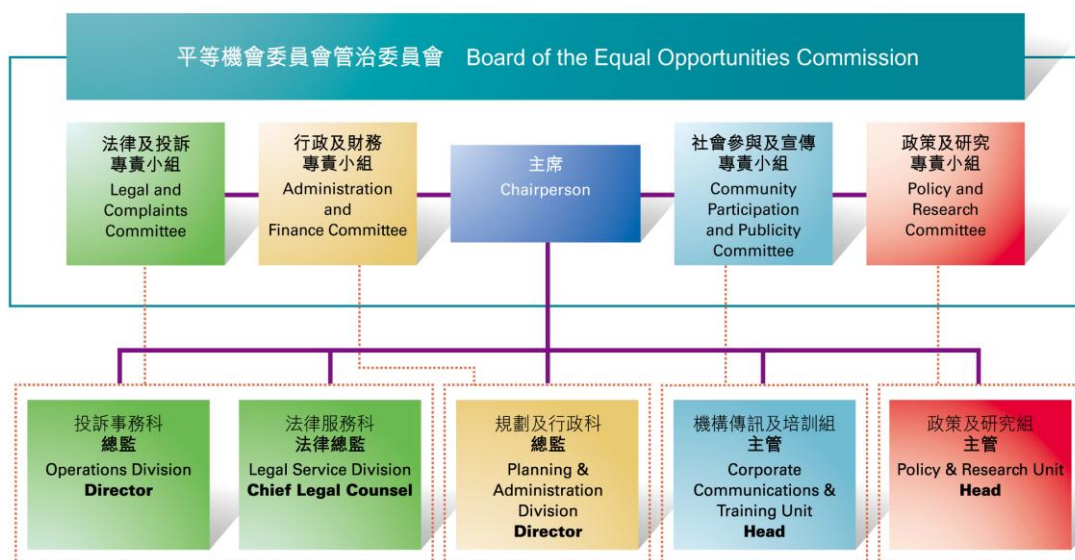 平等機會委員會管治委員會 Board of the Equal Opportunities Commission
法律及投訴
專責小組
Legal and
Complaints
Committee
行政及財務
專責小組
Administration
and
Finance Committee
主席
Chairperson
社會參與及宣傳
專責小組
Community
Participation
and Publicity
Committee
政策及研究
專責小組
Policy and
Research
Committee
投訴事務科
總監
Operations Division
Director
法律服務科
法律總監
Legal Service Division
Chief Legal Counsel
規劃及行政科
總監
Planning &
Administration
Division
Director
機構傳訊及培訓組
主管
Corporate
Communications &
Training Unit
Head
政策及研究組
主管
Policy & Research Unit
Head